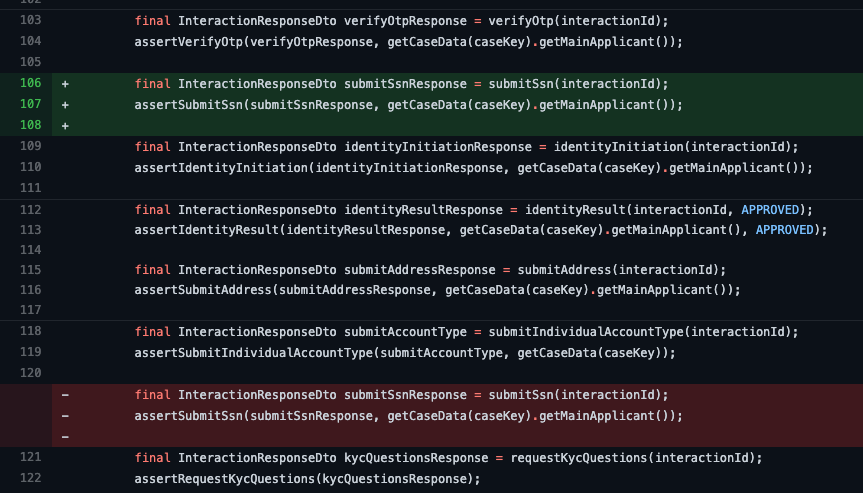 102
103 final InteractionResponseDto verifyOtpResponse = verifyOtp(interactionId);
104 assertVerifyOtp(verifyOtpResponse, getCaseData(caseKey).getMainApplicant());
105
106 + final InteractionResponseDto submitSsnResponse = submitSsn(interactionId);
107 + assertSubmitSsn(submitSsnResponse, getCaseData(caseKey).getMainApplicant());
108 +
109 final InteractionResponseDto identityInitiationResponse = identityInitiation(interactionId);
110 assertIdentityInitiation(identityInitiationResponse, getCaseData(caseKey).getMainApplicant());
111
112 final InteractionResponseDto identityResultResponse = identityResult(interactionId, APPROVED);
113 assertIdentityResult(identityResultResponse, getCaseData(caseKey).getMainApplicant(), APPROVED);
114
115 final InteractionResponseDto submitAddressResponse = submitAddress(interactionId);
116 assertSubmitAddress(submitAddressResponse, getCaseData(caseKey).getMainApplicant());
117
118 final InteractionResponseDto submitAccountType = submitIndividualAccountType(interactionId);
119 assertSubmitIndividualAccountType(submitAccountType, getCaseData(caseKey));
120
- final InteractionResponseDto submitSsnResponse = submitSsn(interactionId);
- assertSubmitSsn(submitSsnResponse, getCaseData(caseKey).getMainApplicant());
-
121 final InteractionResponseDto kycQuestionsResponse = requestKycQuestions(interactionId);
122 assertRequestKycQuestions(kycQuestionsResponse);